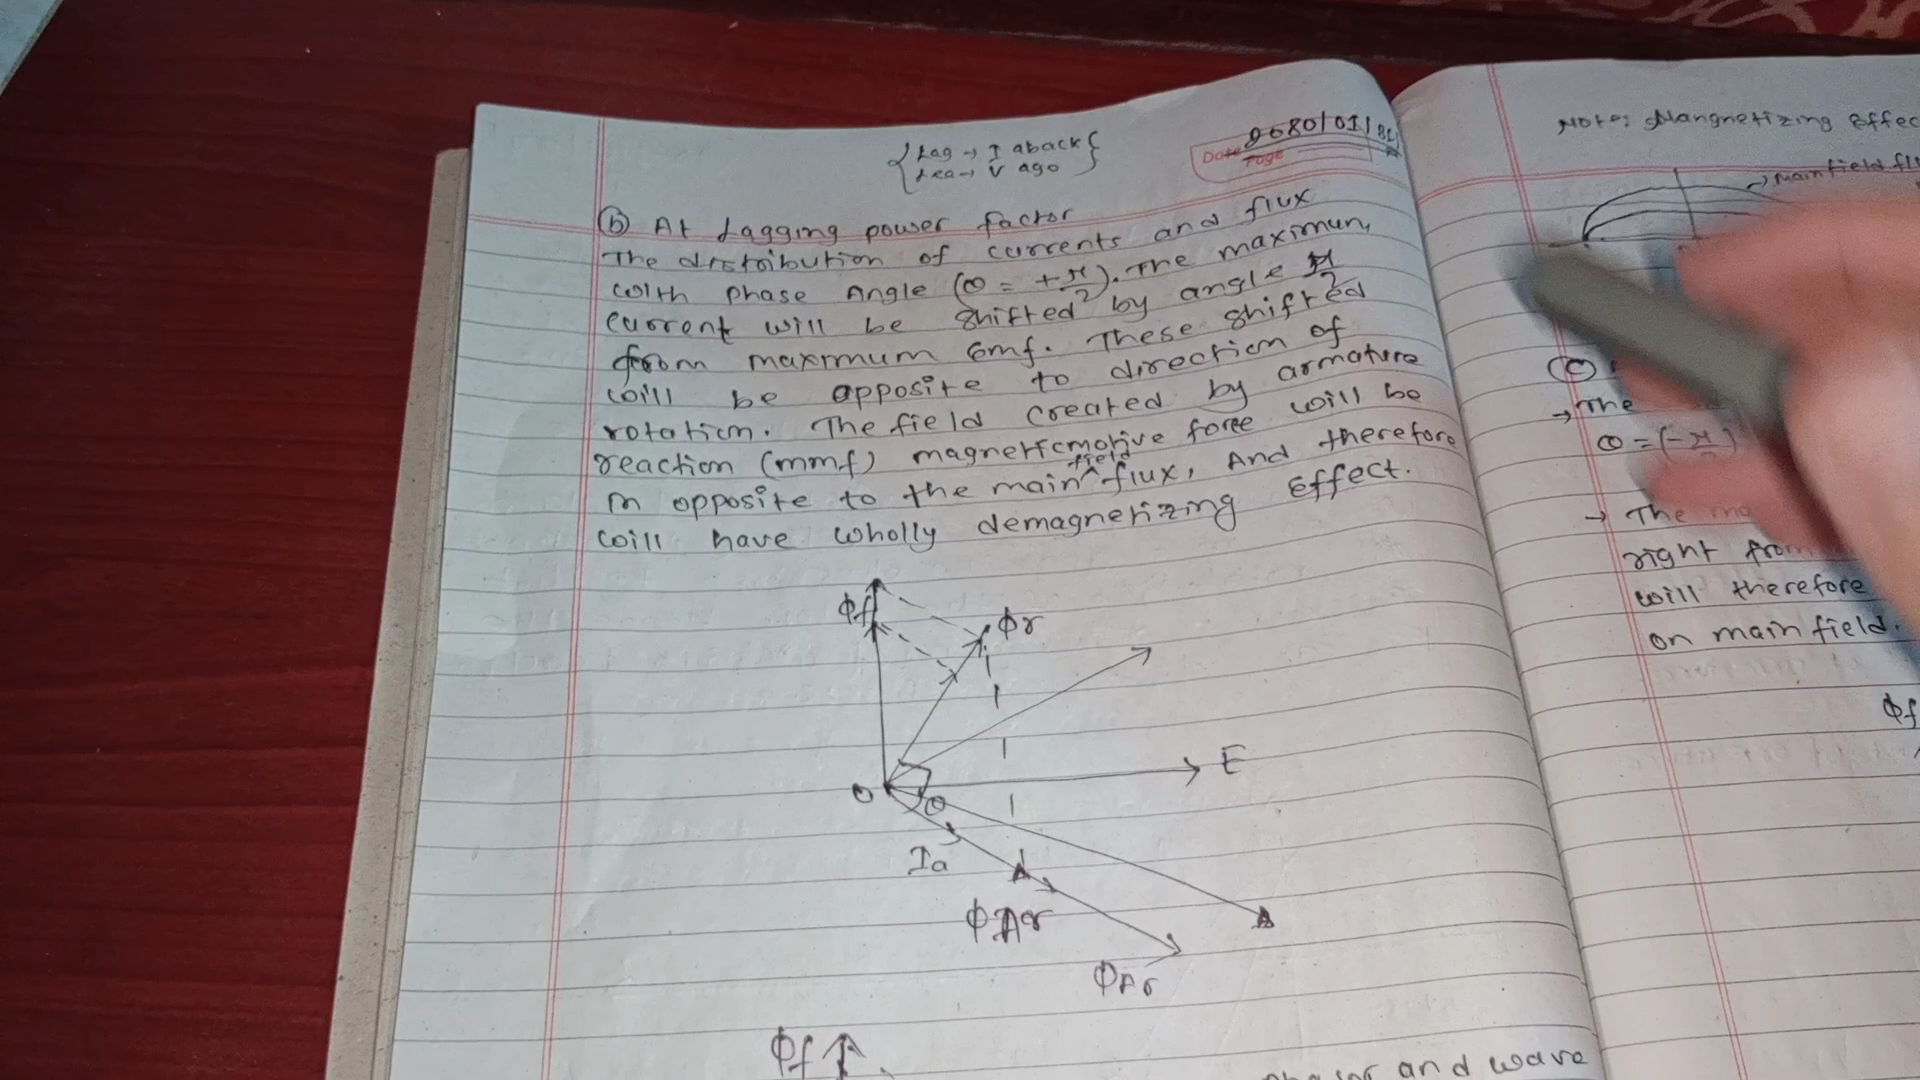 {Lag → I aback}
{Lea → V ago}
Date 2080/01/
Page
(b) At Lagging power factor
The distribution of currents and flux
with phase Angle (θ = +π/2). The maximum
current will be shifted by angle π/2
from maximum emf. These shifted
will be opposite to direction of
rotation. The field created by armature
reaction (mmf) magneticmotive force will be
in opposite to the main field flux, And therefore
will have wholly demagnetizing Effect.
Φf
Φr
E
O
θ
Ia
ΦAr
ΦAr
Φf
and wave
Note: Mangnetizing Effec
→ Main field fl
(c)
→ The
θ = (-π
→ The
right from
will therefore
on main field.
Φf